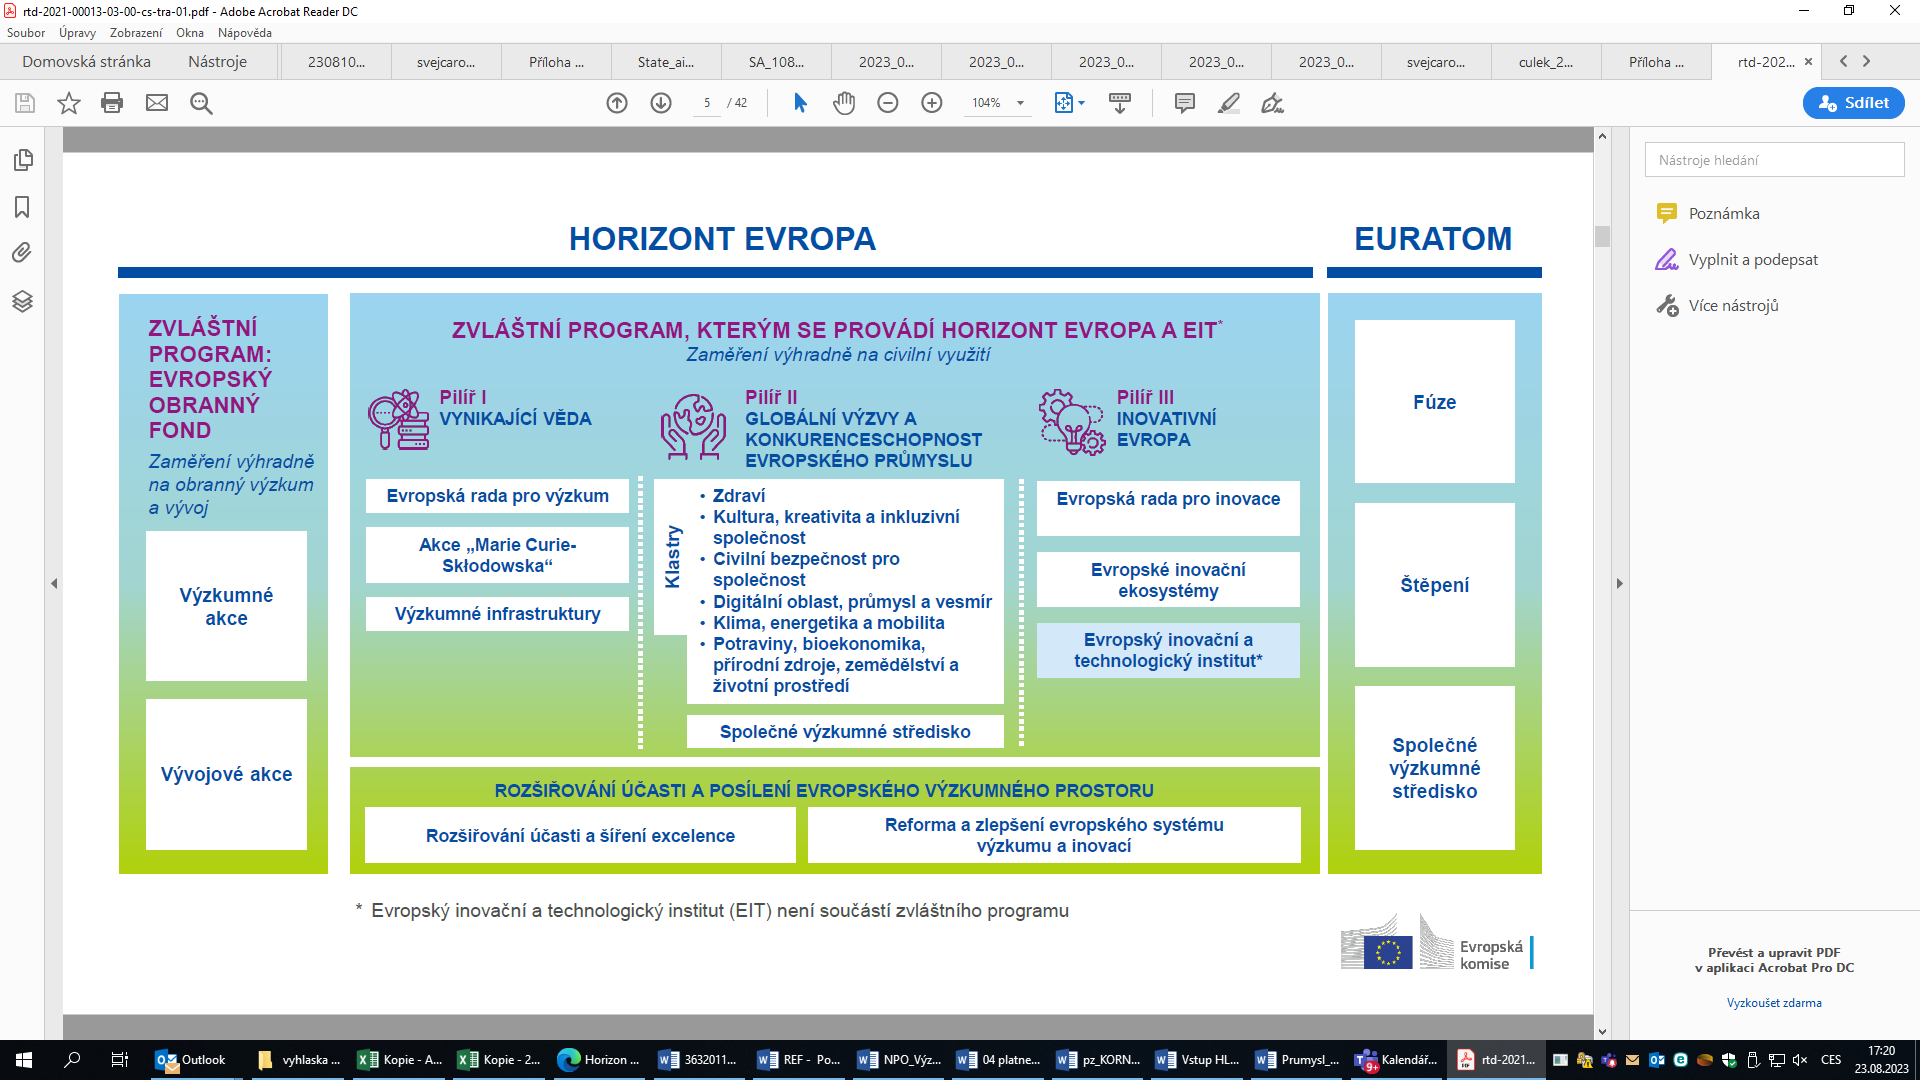 rtd-2021-00013-03-00-cs-tra-01.pdf - Adobe Acrobat Reader DC
Soubor Úpravy Zobrazení Okna Nápověda
Domovská stránka Nástroje 230810... svejcaro... Příloha ... State_ai... SA_108... 2023_0... 2023_0... 2023_0... 2023_0... 2023_0... svejcaro... culek_2... Příloha ... rtd-202...
5 / 42 104% Sdílet
Nástroje hledání
Poznámka
Vyplnit a podepsat
Více nástrojů
HORIZONT EVROPA
EURATOM
ZVLÁŠTNÍ
PROGRAM:
EVROPSKÝ
OBRANNÝ
FOND
Zaměření výhradně
na obranný výzkum
a vývoj
Výzkumné
akce
Vývojové akce
ZVLÁŠTNÍ PROGRAM, KTERÝM SE PROVÁDÍ HORIZONT EVROPA A EIT*
Zaměření výhradně na civilní využití
Pilíř I
VYNIKAJÍCÍ VĚDA
Evropská rada pro výzkum
Akce „Marie Curie-
Skłodowska“
Výzkumné infrastruktury
Pilíř II
GLOBÁLNÍ VÝZVY A
KONKURENCESCHOPNOST
EVROPSKÉHO PRŮMYSLU
Klastry
• Zdraví
• Kultura, kreativita a inkluzivní
společnost
• Civilní bezpečnost pro
společnost
• Digitální oblast, průmysl a vesmír
• Klima, energetika a mobilita
• Potraviny, bioekonomika,
přírodní zdroje, zemědělství a
životní prostředí
Společné výzkumné středisko
Pilíř III
INOVATIVNÍ
EVROPA
Evropská rada pro inovace
Evropské inovační
ekosystémy
Evropský inovační a
technologický institut*
ROZŠIŘOVÁNÍ ÚČASTI A POSÍLENÍ EVROPSKÉHO VÝZKUMNÉHO PROSTORU
Rozšiřování účasti a šíření excelence
Reforma a zlepšení evropského systému
výzkumu a inovací
Fúze
Štěpení
Společné
výzkumné
středisko
* Evropský inovační a technologický institut (EIT) není součástí zvláštního programu
Evropská
komise
Převést a upravit PDF
v aplikaci Acrobat Pro DC
Vyzkoušet zdarma
Outlook vyhlaska ... Kopie - A... Kopie - 2... Horizon ... 3632011... REF - Po... NPO_Výz... 04 platne... pz_KORN... Vstup HL... Prumysl_... Kalendář... rtd-2021... CES 17:20
23.08.2023